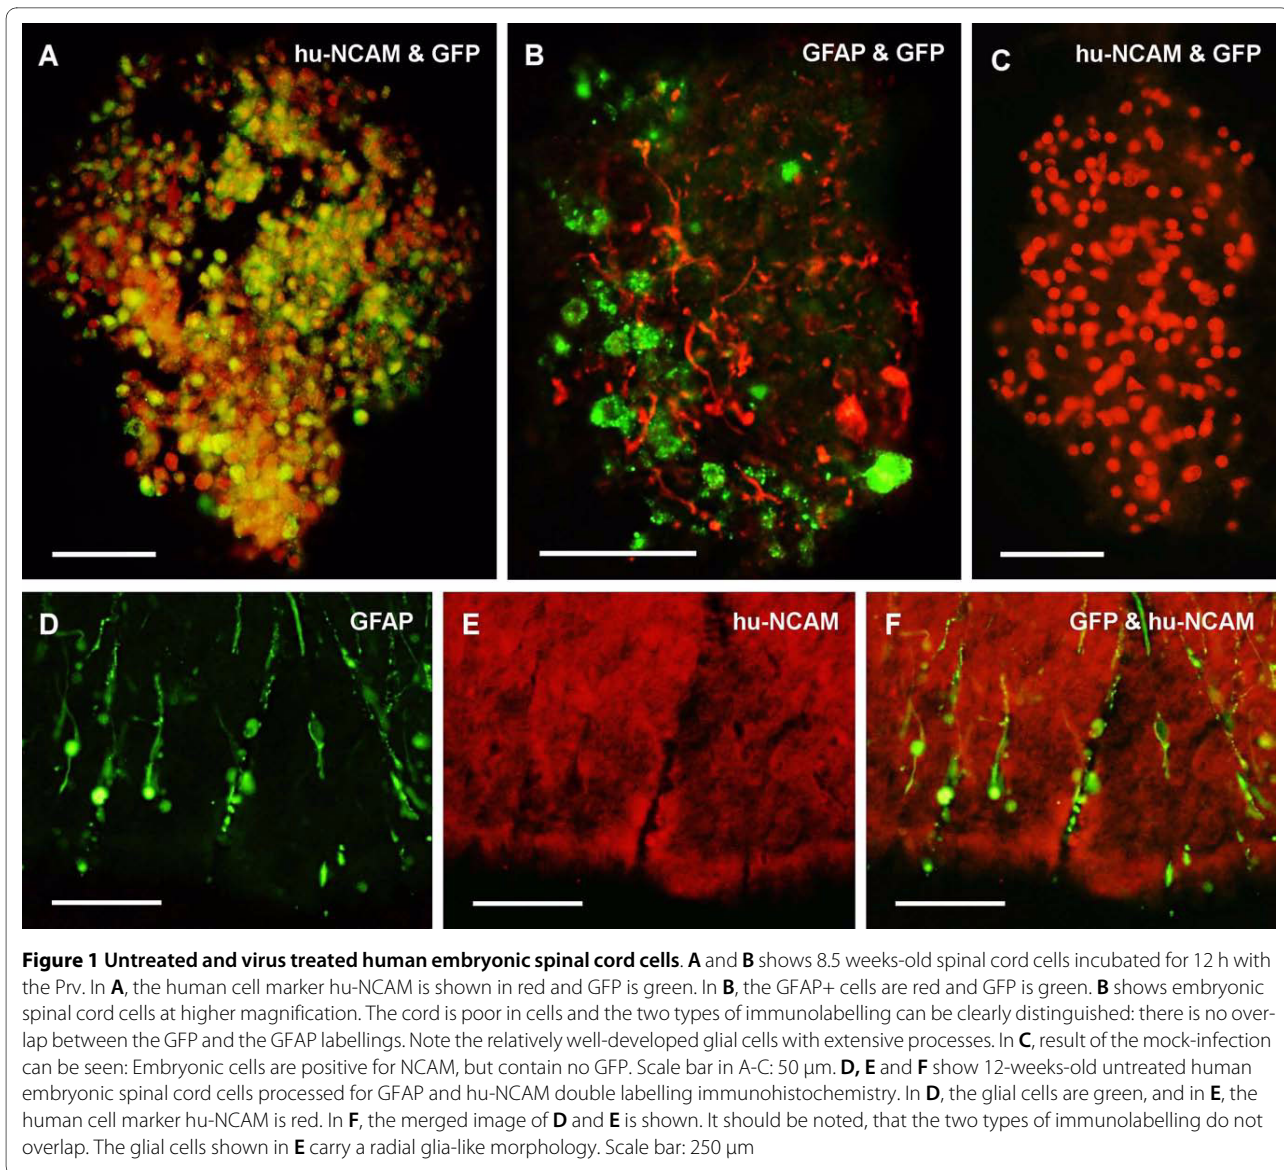 A
hu-NCAM & GFP
B
GFAP & GFP
C
hu-NCAM & GFP
D
GFAP
E
hu-NCAM
F
GFP & hu-NCAM
Figure 1 Untreated and virus treated human embryonic spinal cord cells. A and B shows 8.5 weeks-old spinal cord cells incubated for 12 h with
the Prv. In A, the human cell marker hu-NCAM is shown in red and GFP is green. In B, the GFAP+ cells are red and GFP is green. B shows embryonic
spinal cord cells at higher magnification. The cord is poor in cells and the two types of immunolabelling can be clearly distinguished: there is no over-
lap between the GFP and the GFAP labellings. Note the relatively well-developed glial cells with extensive processes. In C, result of the mock-infection
can be seen: Embryonic cells are positive for NCAM, but contain no GFP. Scale bar in A-C: 50 μm. D, E and F show 12-weeks-old untreated human
embryonic spinal cord cells processed for GFAP and hu-NCAM double labelling immunohistochemistry. In D, the glial cells are green, and in E, the
human cell marker hu-NCAM is red. In F, the merged image of D and E is shown. It should be noted, that the two types of immunolabelling do not
overlap. The glial cells shown in E carry a radial glia-like morphology. Scale bar: 250 μm